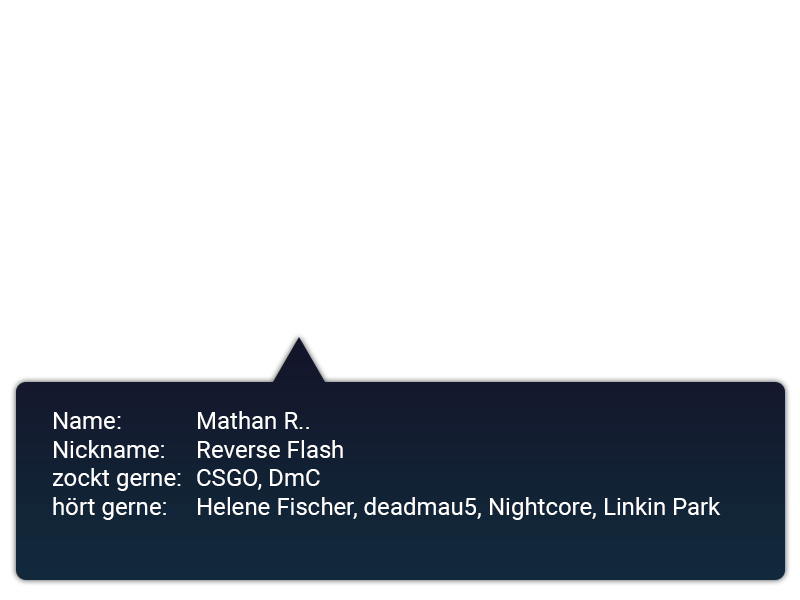 Name: Mathan R..
Nickname: Reverse Flash
zockt gerne: CSGO, DmC
hört gerne: Helene Fischer, deadmau5, Nightcore, Linkin Park